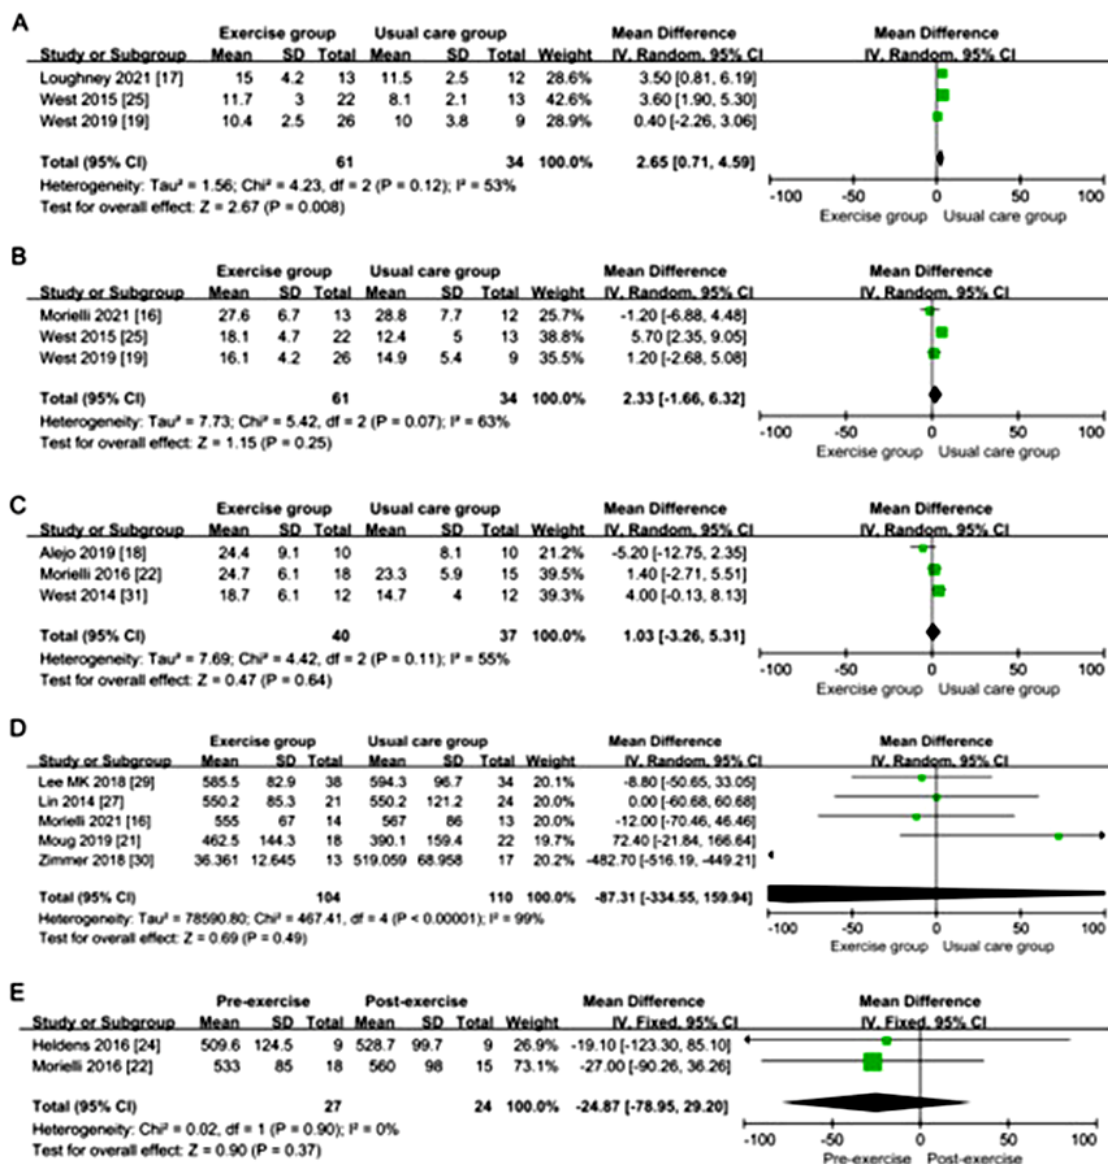 A
Exercise group Usual care group Mean Difference Mean Difference
Study or Subgroup Mean SD Total Mean SD Total Weight IV, Random, 95% CI IV, Random, 95% CI
Loughney 2021 [17] 15 4.2 13 11.5 2.5 12 28.6% 3.50 [0.81, 6.19]
West 2015 [25] 11.7 3 22 8.1 2.1 13 42.6% 3.60 [1.90, 5.30]
West 2019 [19] 10.4 2.5 26 10 3.8 9 28.9% 0.40 [-2.26, 3.06]
Total (95% CI) 61 34 100.0% 2.65 [0.71, 4.59]
Heterogeneity: Tau² = 1.56; Chi² = 4.23, df = 2 (P = 0.12); I² = 53%
Test for overall effect: Z = 2.67 (P = 0.008)
-100 -50 0 50 100
Exercise group Usual care group
B
Exercise group Usual care group Mean Difference Mean Difference
Study or Subgroup Mean SD Total Mean SD Total Weight IV, Random, 95% CI IV, Random, 95% CI
Morielli 2021 [16] 27.6 6.7 13 28.8 7.7 12 25.7% -1.20 [-6.88, 4.48]
West 2015 [25] 18.1 4.7 22 12.4 5 13 38.8% 5.70 [2.35, 9.05]
West 2019 [19] 16.1 4.2 26 14.9 5.4 9 35.5% 1.20 [-2.68, 5.08]
Total (95% CI) 61 34 100.0% 2.33 [-1.66, 6.32]
Heterogeneity: Tau² = 7.73; Chi² = 5.42, df = 2 (P = 0.07); I² = 63%
Test for overall effect: Z = 1.15 (P = 0.25)
-100 -50 0 50 100
Exercise group Usual care group
C
Exercise group Usual care group Mean Difference Mean Difference
Study or Subgroup Mean SD Total Mean SD Total Weight IV, Random, 95% CI IV, Random, 95% CI
Alejo 2019 [18] 24.4 9.1 10 8.1 10 21.2% -5.20 [-12.75, 2.35]
Morielli 2016 [22] 24.7 6.1 18 23.3 5.9 15 39.5% 1.40 [-2.71, 5.51]
West 2014 [31] 18.7 6.1 12 14.7 4 12 39.3% 4.00 [-0.13, 8.13]
Total (95% CI) 40 37 100.0% 1.03 [-3.26, 5.31]
Heterogeneity: Tau² = 7.69; Chi² = 4.42, df = 2 (P = 0.11); I² = 55%
Test for overall effect: Z = 0.47 (P = 0.64)
-100 -50 0 50 100
Exercise group Usual care group
D
Exercise group Usual care group Mean Difference Mean Difference
Study or Subgroup Mean SD Total Mean SD Total Weight IV, Random, 95% CI IV, Random, 95% CI
Lee MK 2018 [29] 585.5 82.9 38 594.3 96.7 34 20.1% -8.80 [-50.65, 33.05]
Lin 2014 [27] 550.2 85.3 21 550.2 121.2 24 20.0% 0.00 [-60.68, 60.68]
Morielli 2021 [16] 555 67 14 567 86 13 20.0% -12.00 [-70.46, 46.46]
Moug 2019 [21] 462.5 144.3 18 390.1 159.4 22 19.7% 72.40 [-21.84, 166.64]
Zimmer 2018 [30] 36.361 12.645 13 519.059 68.958 17 20.2% -482.70 [-516.19, -449.21]
Total (95% CI) 104 110 100.0% -87.31 [-334.55, 159.94]
Heterogeneity: Tau² = 78590.80; Chi² = 467.41, df = 4 (P < 0.00001); I² = 99%
Test for overall effect: Z = 0.69 (P = 0.49)
-100 -50 0 50 100
Exercise group Usual care group
E
Pre-exercise Post-exercise Mean Difference Mean Difference
Study or Subgroup Mean SD Total Mean SD Total Weight IV, Fixed, 95% CI IV, Fixed, 95% CI
Heldens 2016 [24] 509.6 124.5 9 528.7 99.7 9 26.9% -19.10 [-123.30, 85.10]
Morielli 2016 [22] 533 85 18 560 98 15 73.1% -27.00 [-90.26, 36.26]
Total (95% CI) 27 24 100.0% -24.87 [-78.95, 29.20]
Heterogeneity: Chi² = 0.02, df = 1 (P = 0.90); I² = 0%
Test for overall effect: Z = 0.90 (P = 0.37)
-100 -50 0 50 100
Pre-exercise Post-exercise